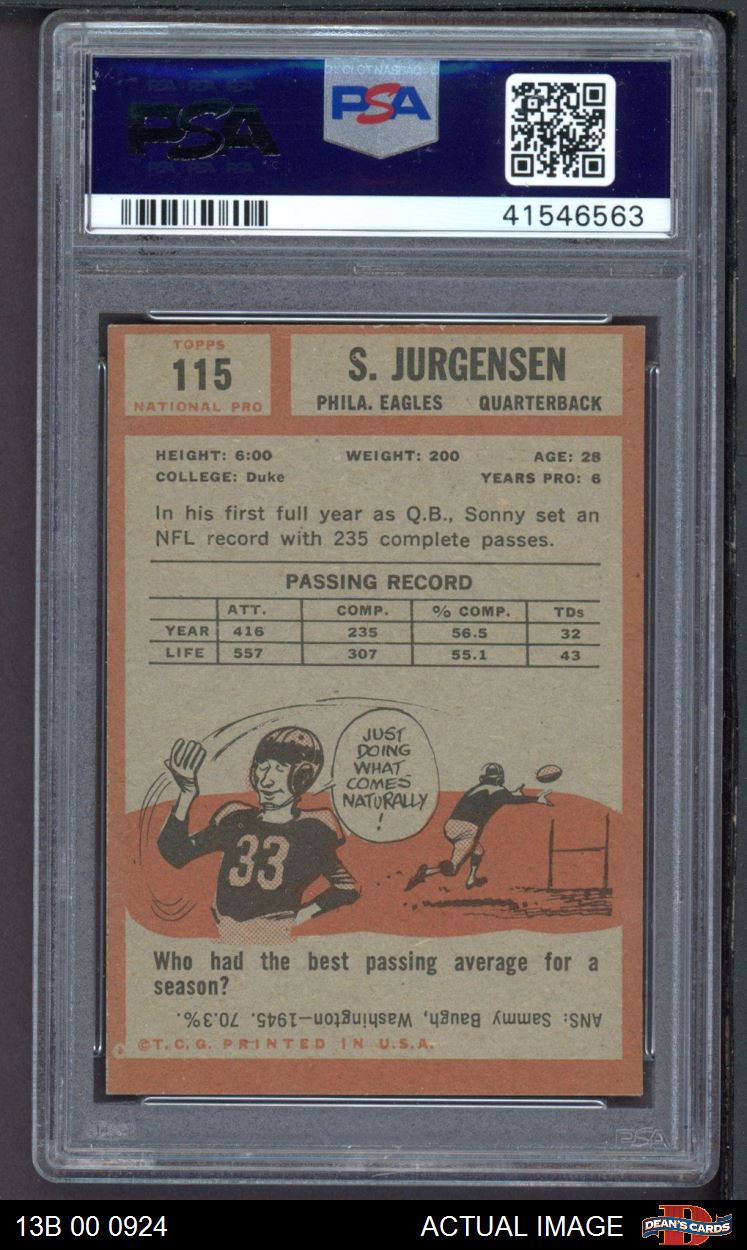 PSA
PSA
41546563
TOPPS
115
NATIONAL PRO
S. JURGENSEN
PHILA. EAGLES QUARTERBACK
HEIGHT: 6:00 WEIGHT: 200 AGE: 28
COLLEGE: Duke YEARS PRO: 6
In his first full year as Q.B., Sonny set an
NFL record with 235 complete passes.
PASSING RECORD
ATT. COMP. % COMP. TDs
YEAR 416 235 56.5 32
LIFE 557 307 55.1 43
JUST
DOING
WHAT
COMES
NATURALLY
!
33
Who had the best passing average for a
season?
ANS: Sammy Baugh, Washington—1945. 70.3%.
©T.C.G. PRINTED IN U.S.A.
PSA
13B 00 0924 ACTUAL IMAGE DEAN'S CARDS